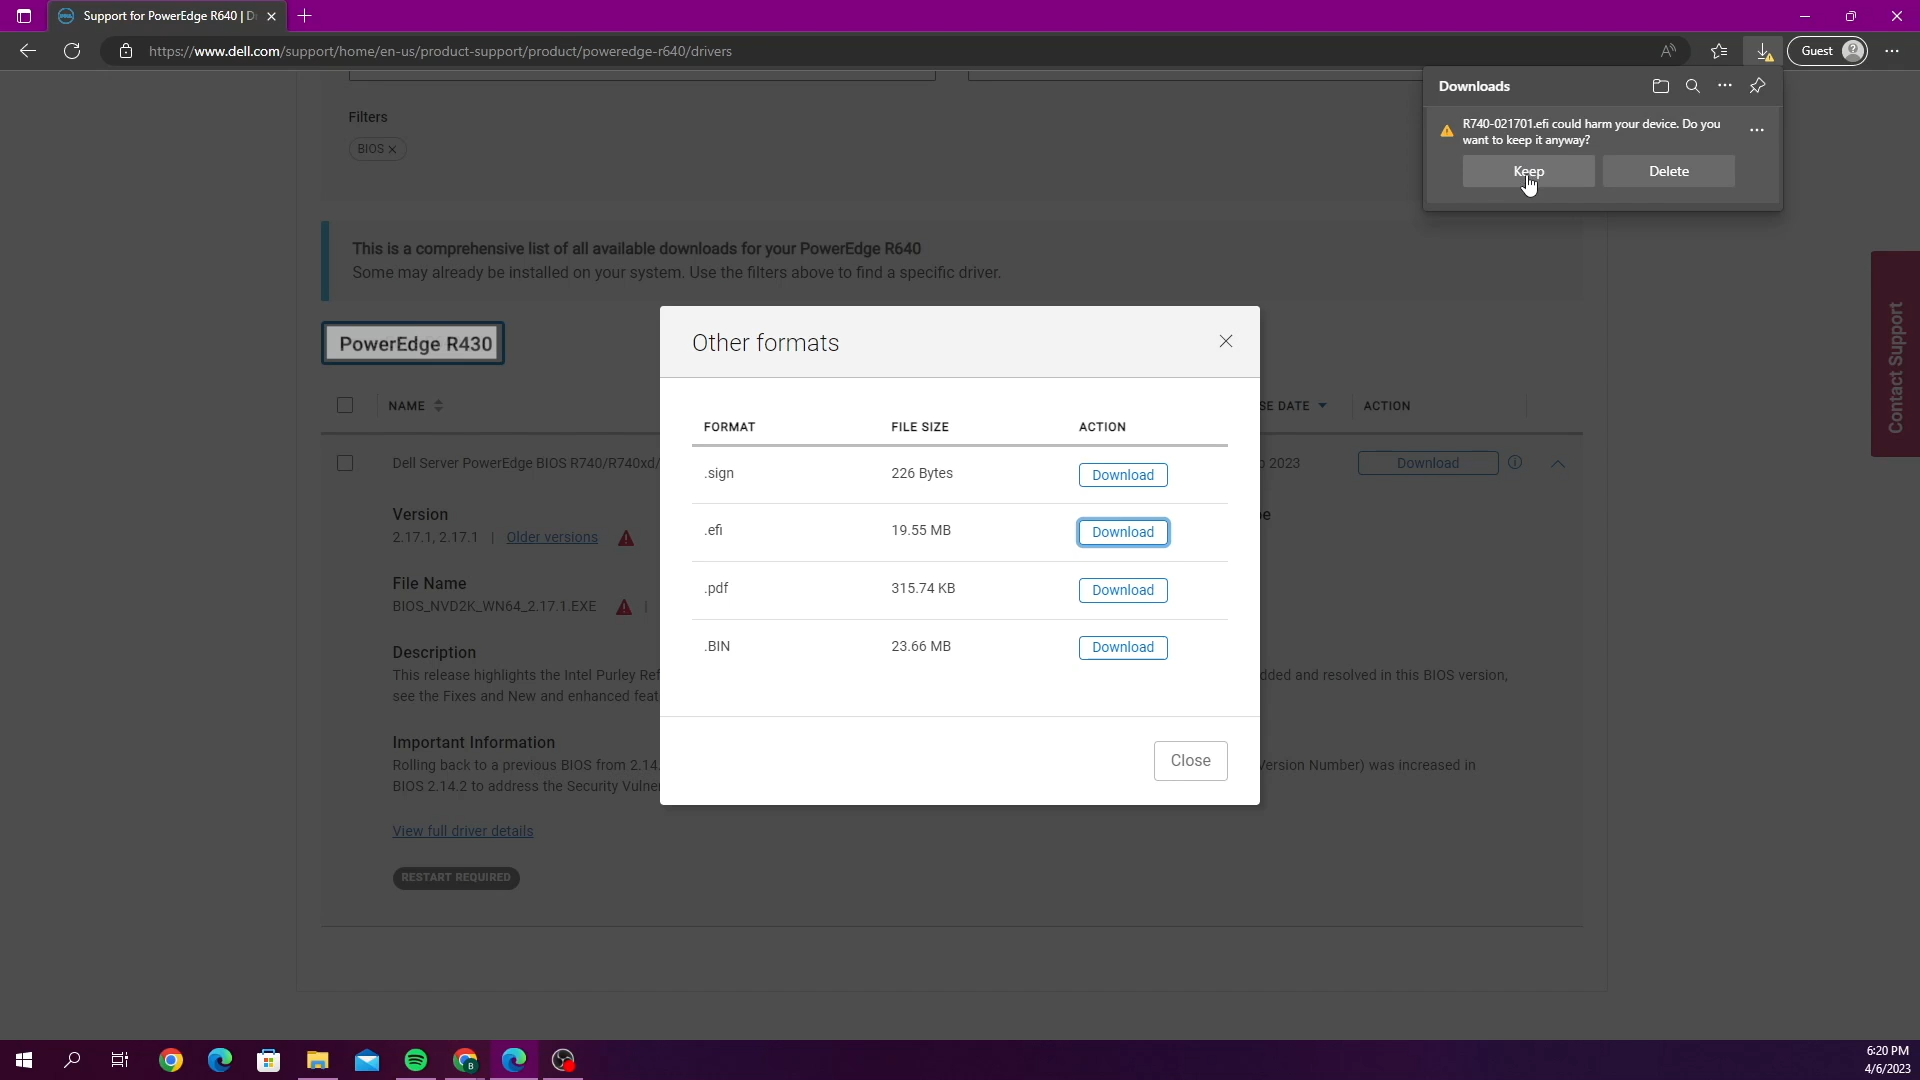 Support for PowerEdge R640 | D
https://www.dell.com/support/home/en-us/product-support/product/poweredge-r640/drivers
Guest
Downloads
R740-021701.efi could harm your device. Do you
want to keep it anyway?
Keep
Delete
Filters
BIOS
This is a comprehensive list of all available downloads for your PowerEdge R640
Some may already be installed on your system. Use the filters above to find a specific driver.
Contact Support
PowerEdge R430
Other formats
NAME
SE DATE
ACTION
FORMAT
FILE SIZE
ACTION
Dell Server PowerEdge BIOS R740/R740xd/
2023
Download
.sign
226 Bytes
Download
Version
2.17.1, 2.17.1 | Older versions
.efi
19.55 MB
Download
File Name
BIOS_NVD2K_WN64_2.17.1.EXE
.pdf
315.74 KB
Download
Description
This release highlights the Intel Purley Ref
dded and resolved in this BIOS version,
see the Fixes and New and enhanced feat
.BIN
23.66 MB
Download
Important Information
Rolling back to a previous BIOS from 2.14.
Version Number) was increased in
BIOS 2.14.2 to address the Security Vulner
Close
View full driver details
RESTART REQUIRED
6:20 PM
4/6/2023